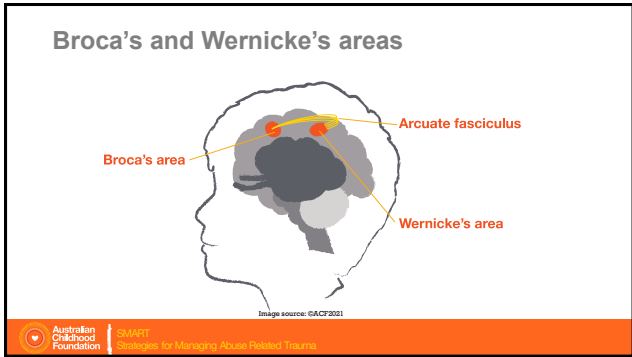 Broca's and Wernicke's areas
Arcuate fasciculus
Broca's area
Wernicke's area
Image source: ©ACF2021
Australian
Childhood
Foundation
SMART
Strategies for Managing Abuse Related Trauma